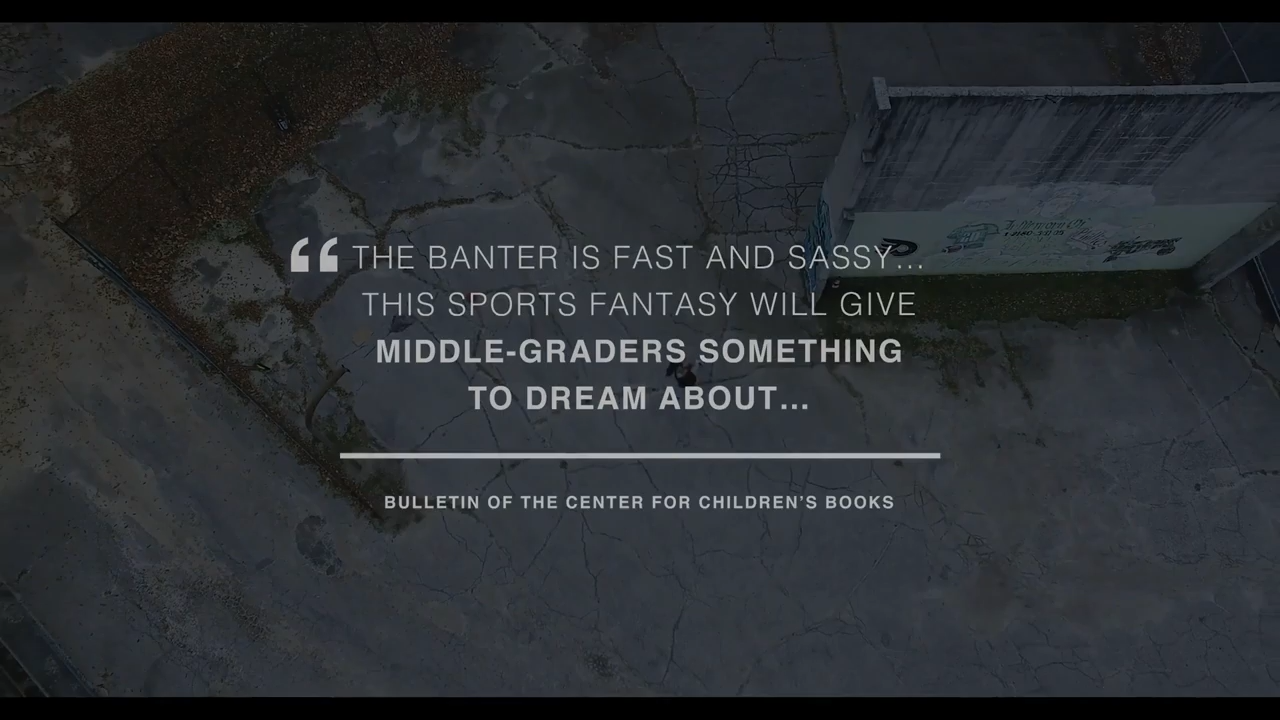 “ THE BANTER IS FAST AND SASSY...
THIS SPORTS FANTASY WILL GIVE
MIDDLE-GRADERS SOMETHING
TO DREAM ABOUT...
BULLETIN OF THE CENTER FOR CHILDREN’S BOOKS